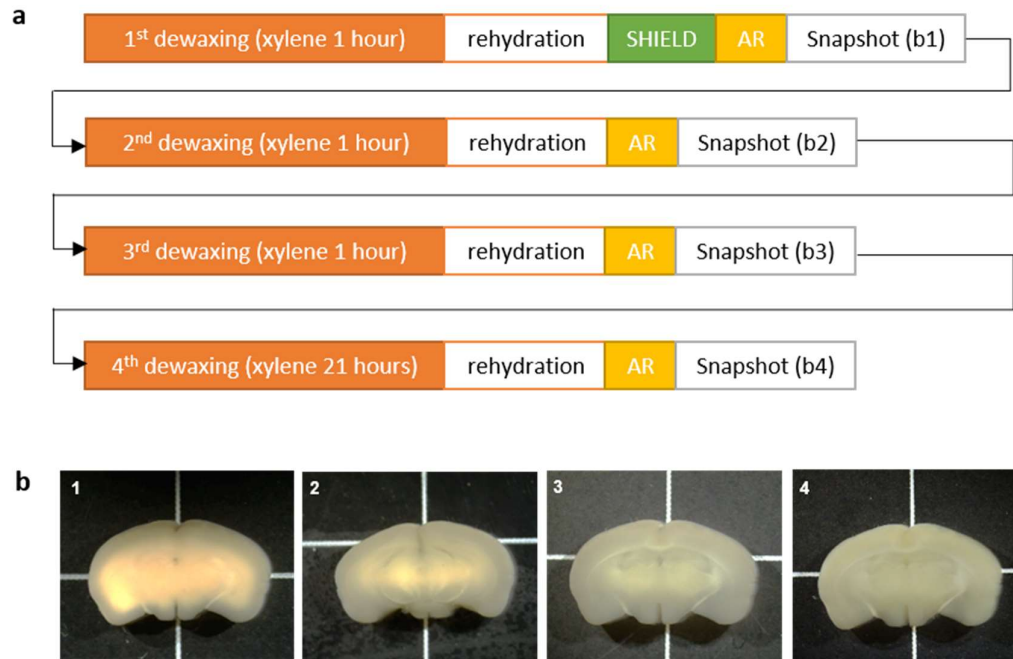 a
1st dewaxing (xylene 1 hour) rehydration SHIELD AR Snapshot (b1)
2nd dewaxing (xylene 1 hour) rehydration AR Snapshot (b2)
3rd dewaxing (xylene 1 hour) rehydration AR Snapshot (b3)
4th dewaxing (xylene 21 hours) rehydration AR Snapshot (b4)
b
1 2 3 4